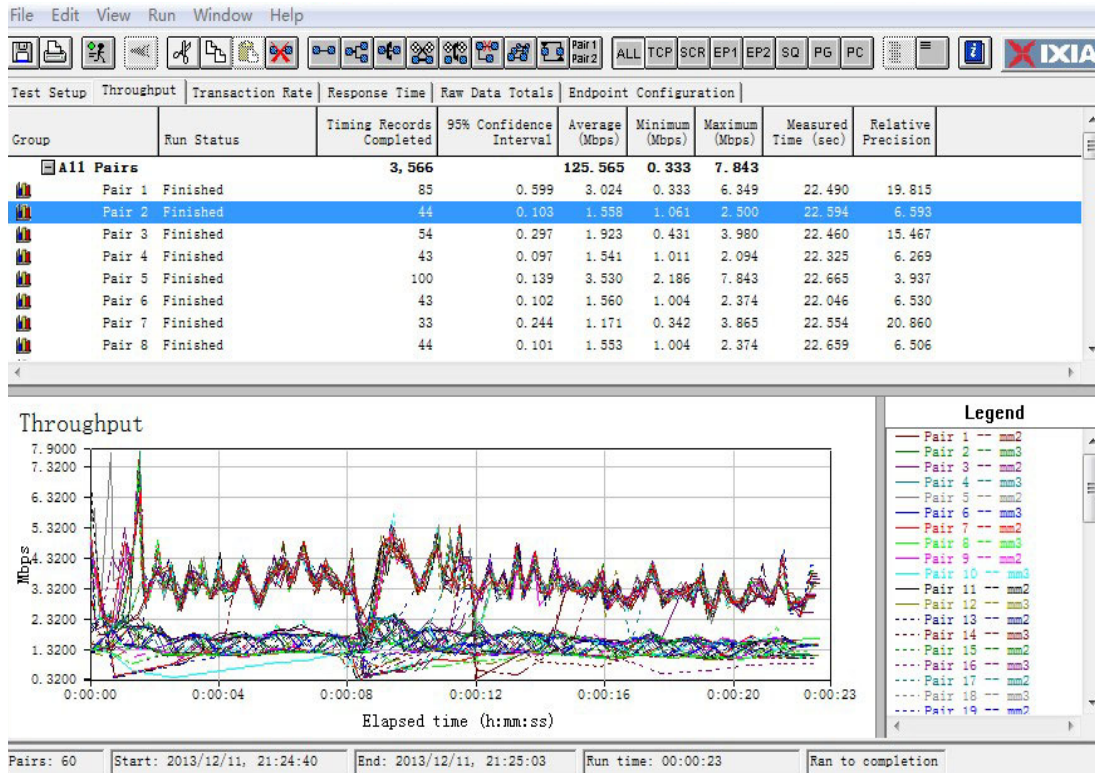 File Edit View Run Window Help
Pair 1 Pair 2 ALL TCP SCR EP1 EP2 SQ PG PC IXIA
Test Setup Throughput Transaction Rate Response Time Raw Data Totals Endpoint Configuration
Group Run Status Timing Records Completed 95% Confidence Interval Average (Mbps) Minimum (Mbps) Maximum (Mbps) Measured Time (sec) Relative Precision
All Pairs 3,566 125.565 0.333 7.843
Pair 1 Finished 85 0.599 3.024 0.333 6.349 22.490 19.815
Pair 2 Finished 44 0.103 1.558 1.061 2.500 22.594 6.593
Pair 3 Finished 54 0.297 1.923 0.431 3.980 22.460 15.467
Pair 4 Finished 43 0.097 1.541 1.011 2.094 22.325 6.269
Pair 5 Finished 100 0.139 3.530 2.186 7.843 22.665 3.937
Pair 6 Finished 43 0.102 1.560 1.004 2.374 22.046 6.530
Pair 7 Finished 33 0.244 1.171 0.342 3.865 22.554 20.860
Pair 8 Finished 44 0.101 1.553 1.004 2.374 22.659 6.506
Throughput
7.9000
7.3200
6.3200
5.3200
4.3200
3.3200
2.3200
1.3200
0.3200
Mbps
0:00:00 0:00:04 0:00:08 0:00:12 0:00:16 0:00:20 0:00:23
Elapsed time (h:mm:ss)
Legend
Pair 1 -- mm2
Pair 2 -- mm3
Pair 3 -- mm2
Pair 4 -- mm3
Pair 5 -- mm2
Pair 6 -- mm3
Pair 7 -- mm2
Pair 8 -- mm3
Pair 9 -- mm2
Pair 10 -- mm3
Pair 11 -- mm2
Pair 12 -- mm3
Pair 13 -- mm2
Pair 14 -- mm3
Pair 15 -- mm2
Pair 16 -- mm3
Pair 17 -- mm2
Pair 18 -- mm3
Pair 19 -- mm2
Pairs: 60 Start: 2013/12/11, 21:24:40 End: 2013/12/11, 21:25:03 Run time: 00:00:23 Ran to completion